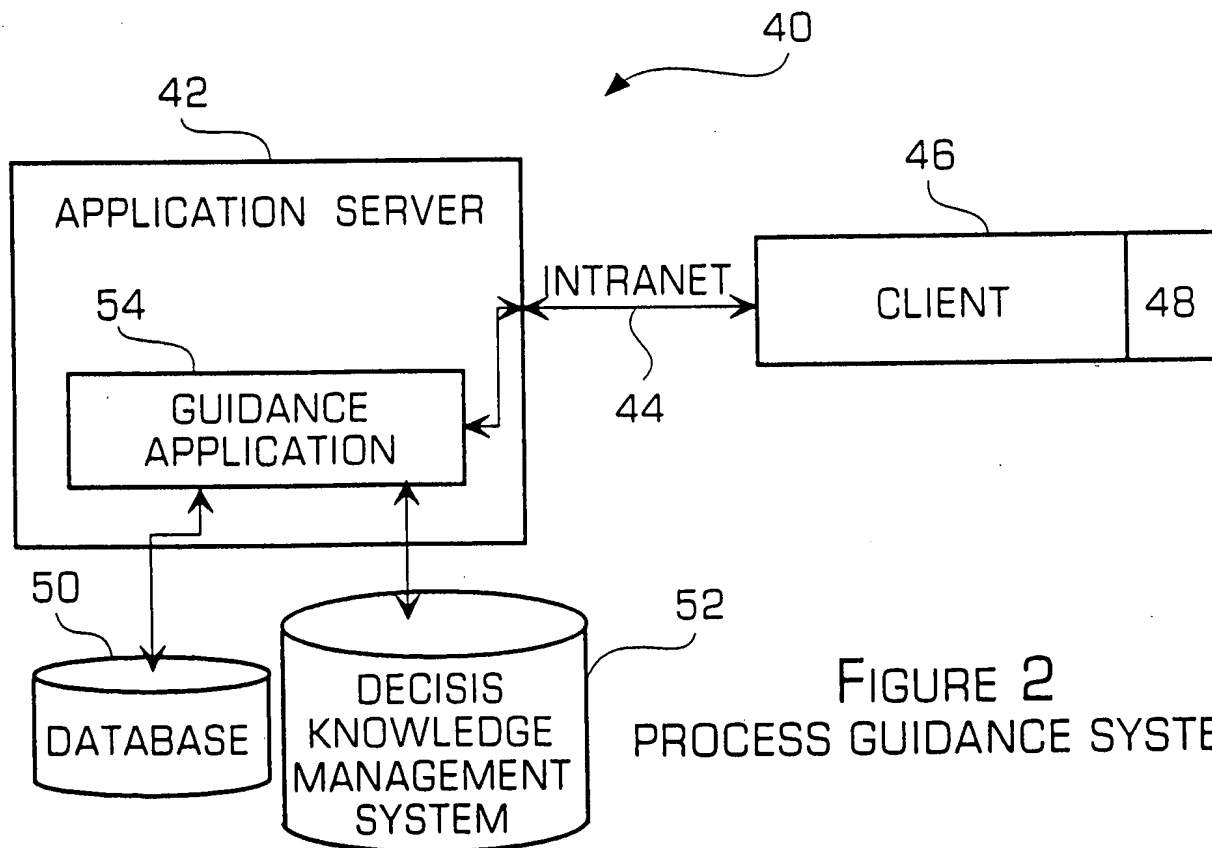 40
42
46
APPLICATION SERVER
INTRANET
CLIENT
48
54
44
GUIDANCE
APPLICATION
50
52
DATABASE
DECISIS
KNOWLEDGE
MANAGEMENT
SYSTEM
FIGURE 2
PROCESS GUIDANCE SYSTE